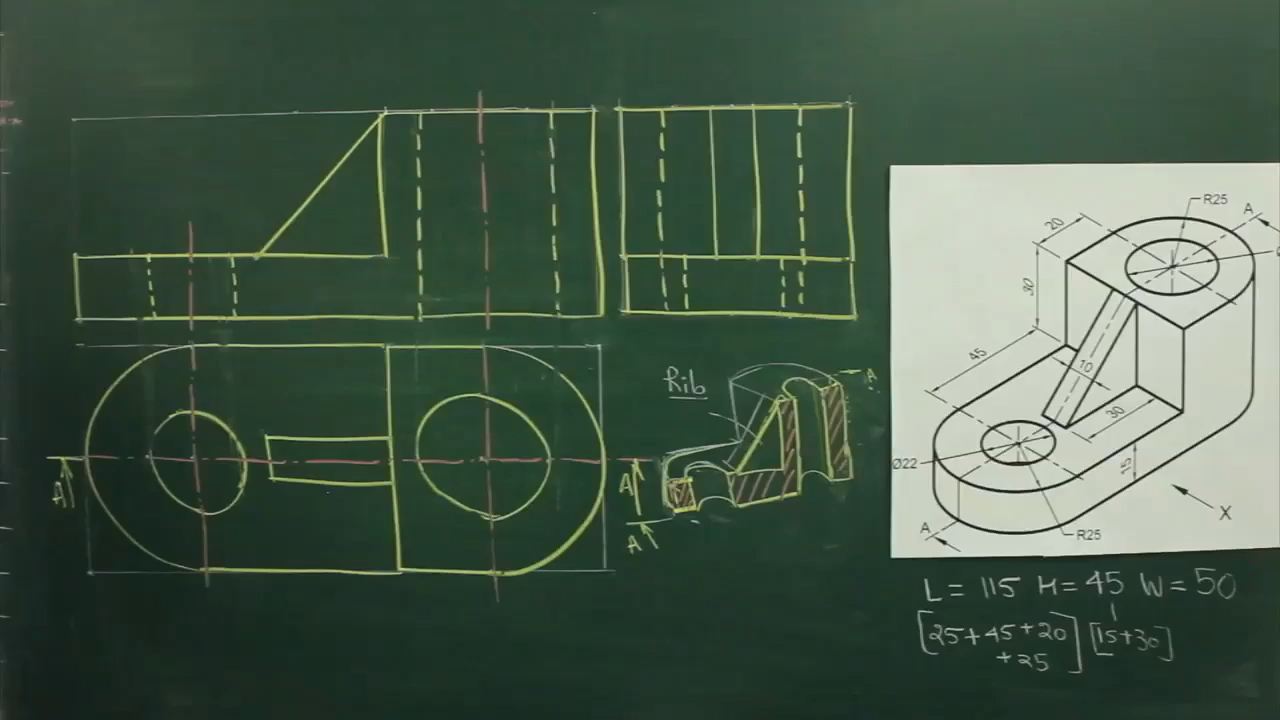 Rib
A
A
A
A
R25
A
20
30
45
10
30
Ø22
15
X
A
R25
L = 115 H = 45 W = 50
[25+45+20 +25] [15+30]